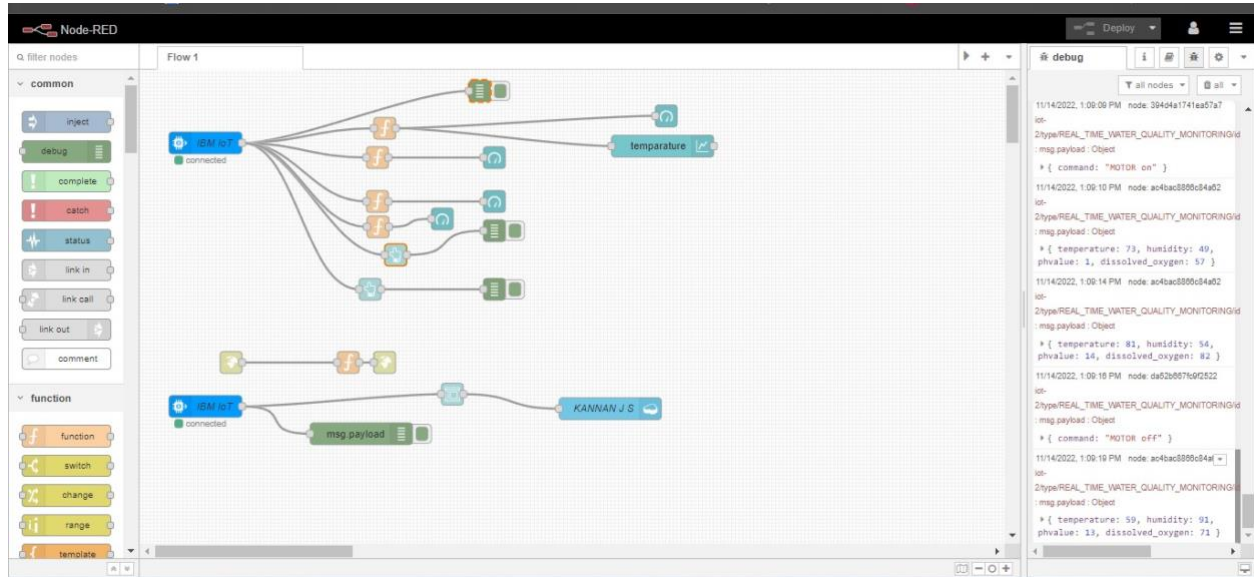 Node-RED
Deploy
filter nodes
common
inject
debug
complete
catch
status
link in
link call
link out
comment
function
function
switch
change
range
template
Flow 1
IBM IoT
connected
temparature
IBM IoT
connected
msg.payload
KANNAN J S
debug
i
all nodes
all
11/14/2022, 1:09:09 PM node: 394d4a1741ea57a7
iot-
2/type/REAL_TIME_WATER_QUALITY_MONITORING/id
: msg.payload : Object
{ command: "MOTOR on" }
11/14/2022, 1:09:10 PM node: ac4bac8866c84a62
iot-
2/type/REAL_TIME_WATER_QUALITY_MONITORING/id
: msg.payload : Object
{ temperature: 73, humidity: 49,
phvalue: 1, dissolved_oxygen: 57 }
11/14/2022, 1:09:14 PM node: ac4bac8866c84a62
iot-
2/type/REAL_TIME_WATER_QUALITY_MONITORING/id
: msg.payload : Object
{ temperature: 81, humidity: 54,
phvalue: 14, dissolved_oxygen: 82 }
11/14/2022, 1:09:16 PM node: da62b667fc9f2522
iot-
2/type/REAL_TIME_WATER_QUALITY_MONITORING/id
: msg.payload : Object
{ command: "MOTOR off" }
11/14/2022, 1:09:19 PM node: ac4bac8866c84a
iot-
2/type/REAL_TIME_WATER_QUALITY_MONITORING/id
: msg.payload : Object
{ temperature: 59, humidity: 91,
phvalue: 13, dissolved_oxygen: 71 }